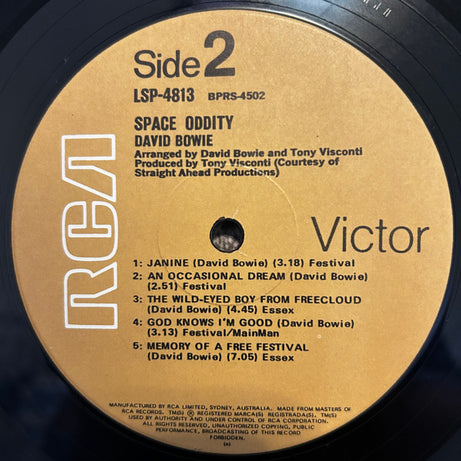 Side 2
LSP-4813 BPRS-4502
SPACE ODDITY
DAVID BOWIE
Arranged by David Bowie and Tony Visconti
Produced by Tony Visconti (Courtesy of
Straight Ahead Productions)
RCA
Victor
1: JANINE (David Bowie) (3.18) Festival
2: AN OCCASIONAL DREAM (David Bowie)
(2.51) Festival
3: THE WILD-EYED BOY FROM FREECLOUD
(David Bowie) (4.45) Essex
4: GOD KNOWS I'M GOOD (David Bowie)
(3.13) Festival/MainMan
5: MEMORY OF A FREE FESTIVAL
(David Bowie) (7.05) Essex
MANUFACTURED BY RCA LIMITED, SYDNEY, AUSTRALIA. MADE FROM MASTERS OF
RCA RECORDS. TM(S) ® REGISTERED MARCA(S) REGISTRADA(S). TM(S)
USED BY AUTHORITY AND UNDER CONTROL OF RCA CORPORATION.
ALL RIGHTS RESERVED. UNAUTHORIZED COPYING, PUBLIC
PERFORMANCE, BROADCASTING OF THIS RECORD
FORBIDDEN.